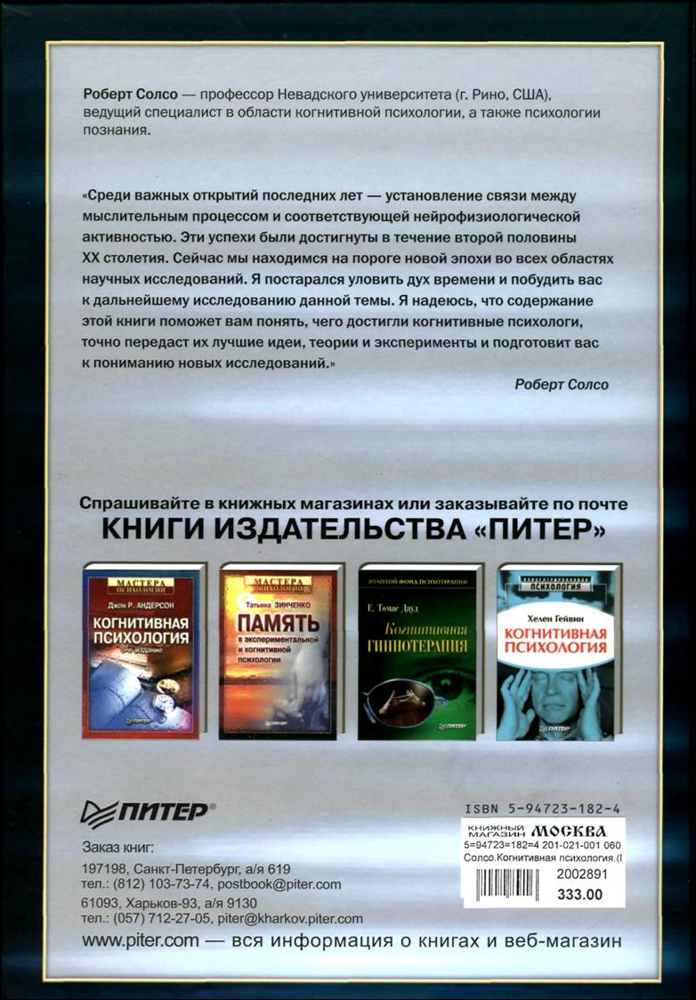 Роберт Солсо — профессор Невадского университета (г. Рино, США),
ведущий специалист в области когнитивной психологии, а также психологии
познания.
«Среди важных открытий последних лет — установление связи между
мыслительным процессом и соответствующей нейрофизиологической
активностью. Эти успехи были достигнуты в течение второй половины
XX столетия. Сейчас мы находимся на пороге новой эпохи во всех областях
научных исследований. Я постарался уловить дух времени и побудить вас
к дальнейшему исследованию данной темы. Я надеюсь, что содержание
этой книги поможет вам понять, чего достигли когнитивные психологи,
точно передаст их лучшие идеи, теории и эксперименты и подготовит вас
к пониманию новых исследований.»
Роберт Солсо
Спрашивайте в книжных магазинах или заказывайте по почте
КНИГИ ИЗДАТЕЛЬСТВА «ПИТЕР»
МАСТЕРА
ПСИХОЛОГИИ
Джон Р. АНДЕРСОН
КОГНИТИВНАЯ
ПСИХОЛОГИЯ
5-е издание
ПИТЕР
МАСТЕРА
ПСИХОЛОГИИ
Татьяна ЗИНЧЕНКО
ПАМЯТЬ
в экспериментальной
и когнитивной
психологии
ПИТЕР
ЗОЛОТОЙ ФОНД ПСИХОТЕРАПИИ
Е. Томас Дауд
Когнитивная
ГИПНОТЕРАПИЯ
ПИТЕР
ПСИХОЛОГИЯ
Хелен Гейвин
КОГНИТИВНАЯ
ПСИХОЛОГИЯ
ПИТЕР
ПИТЕР®
Заказ книг:
197198, Санкт-Петербург, а/я 619
тел.: (812) 103-73-74, postbook@piter.com
61093, Харьков-93, а/я 9130
тел.: (057) 712-27-05, piter@kharkov.piter.com
www.piter.com — вся информация о книгах и веб-магазин
ISBN 5-94723-182-4
КНИЖНЫЙ
МАГАЗИН МОСКВА
5=94723=182=4 201-021-001 060
Солсо.Когнитивная психология.(
2002891
333.00